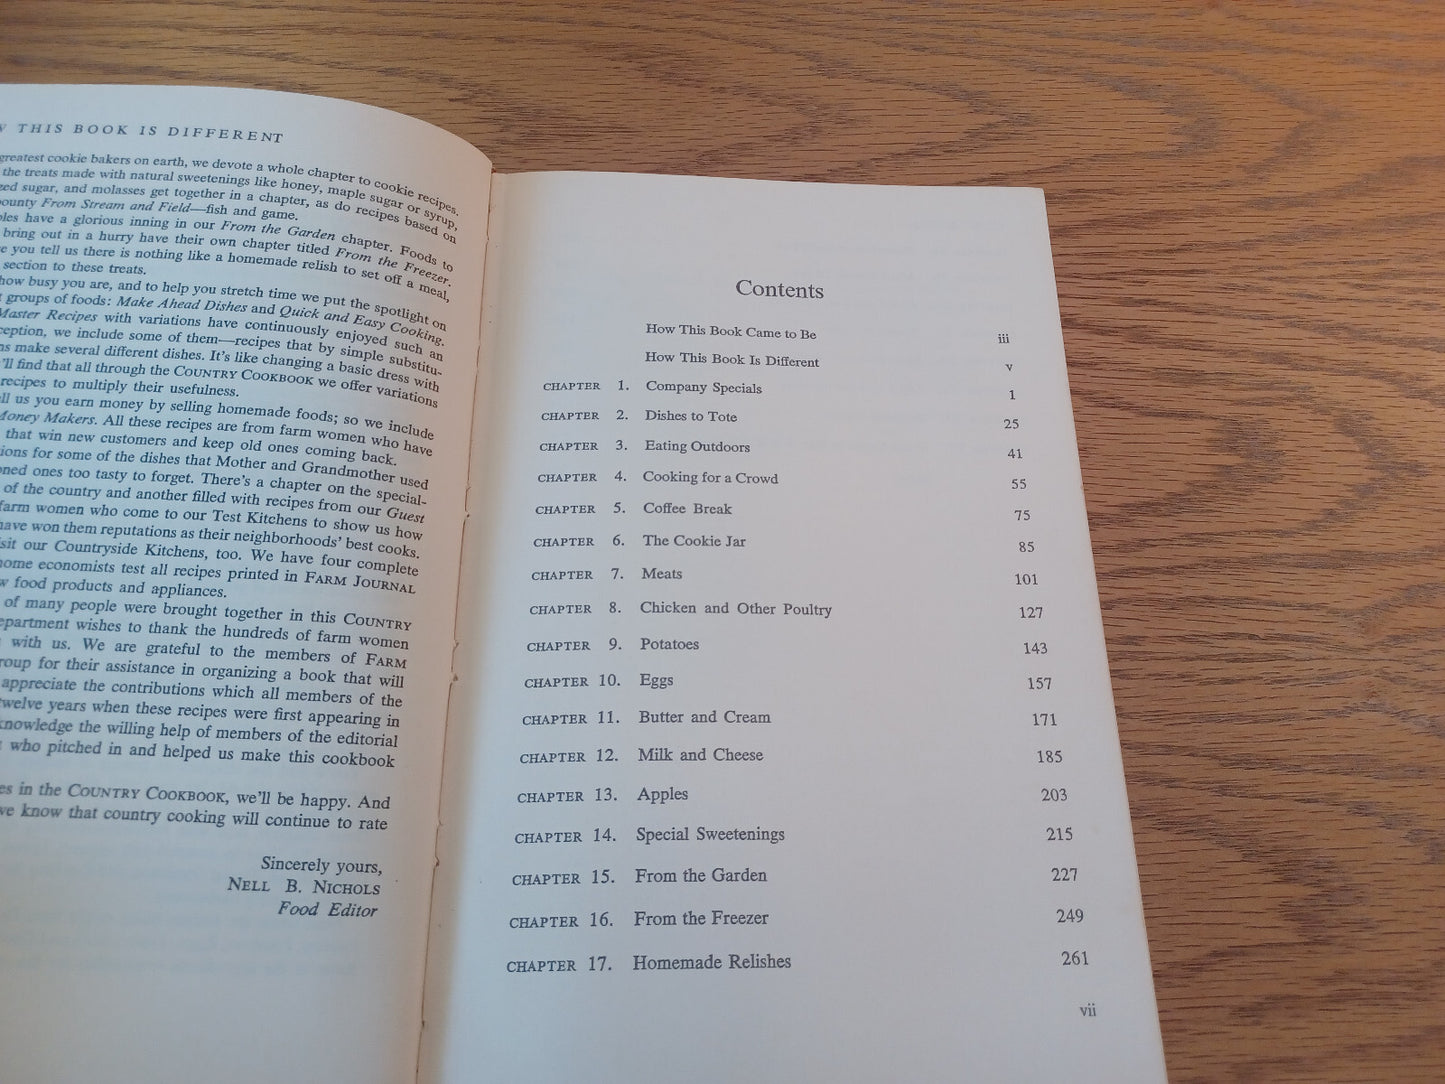 THIS BOOK IS DIFFERENT
greatest cookie bakers on earth, we devote a whole chapter to cookie recipes.
the treats made with natural sweetenings like honey, maple sugar or syrup,
sugar, and molasses get together in a chapter, as do recipes based on
From Stream and Field—fish and game.
have a glorious inning in our From the Garden chapter. Foods to
bring out in a hurry have their own chapter titled From the Freezer.
you tell us there is nothing like a homemade relish to set off a meal,
section to these treats.
how busy you are, and to help you stretch time we put the spotlight on
groups of foods: Make Ahead Dishes and Quick and Easy Cooking.
Master Recipes with variations have continuously enjoyed such an
we include some of them—recipes that by simple substitu-
make several different dishes. It's like changing a basic dress with
find that all through the COUNTRY COOKBOOK we offer variations
recipes to multiply their usefulness.
us you earn money by selling homemade foods; so we include
Money Makers. All these recipes are from farm women who have
that win new customers and keep old ones coming back.
for some of the dishes that Mother and Grandmother used
ones too tasty to forget. There's a chapter on the special-
of the country and another filled with recipes from our Guest
farm women who come to our Test Kitchens to show us how
have won them reputations as their neighborhoods' best cooks.
our Countryside Kitchens, too. We have four complete
home economists test all recipes printed in FARM JOURNAL
food products and appliances.
of many people were brought together in this COUNTRY
wishes to thank the hundreds of farm women
with us. We are grateful to the members of FARM
for their assistance in organizing a book that will
appreciate the contributions which all members of the
twelve years when these recipes were first appearing in
the willing help of members of the editorial
who pitched in and helped us make this cookbook
in the COUNTRY COOKBOOK, we'll be happy. And
we know that country cooking will continue to rate
Sincerely yours,
NELL B. NICHOLS
Food Editor
Contents
How This Book Came to Be iii
How This Book Is Different v
CHAPTER 1. Company Specials 1
CHAPTER 2. Dishes to Tote 25
CHAPTER 3. Eating Outdoors 41
CHAPTER 4. Cooking for a Crowd 55
CHAPTER 5. Coffee Break 75
CHAPTER 6. The Cookie Jar 85
CHAPTER 7. Meats 101
CHAPTER 8. Chicken and Other Poultry 127
CHAPTER 9. Potatoes 143
CHAPTER 10. Eggs 157
CHAPTER 11. Butter and Cream 171
CHAPTER 12. Milk and Cheese 185
CHAPTER 13. Apples 203
CHAPTER 14. Special Sweetenings 215
CHAPTER 15. From the Garden 227
CHAPTER 16. From the Freezer 249
CHAPTER 17. Homemade Relishes 261
vii